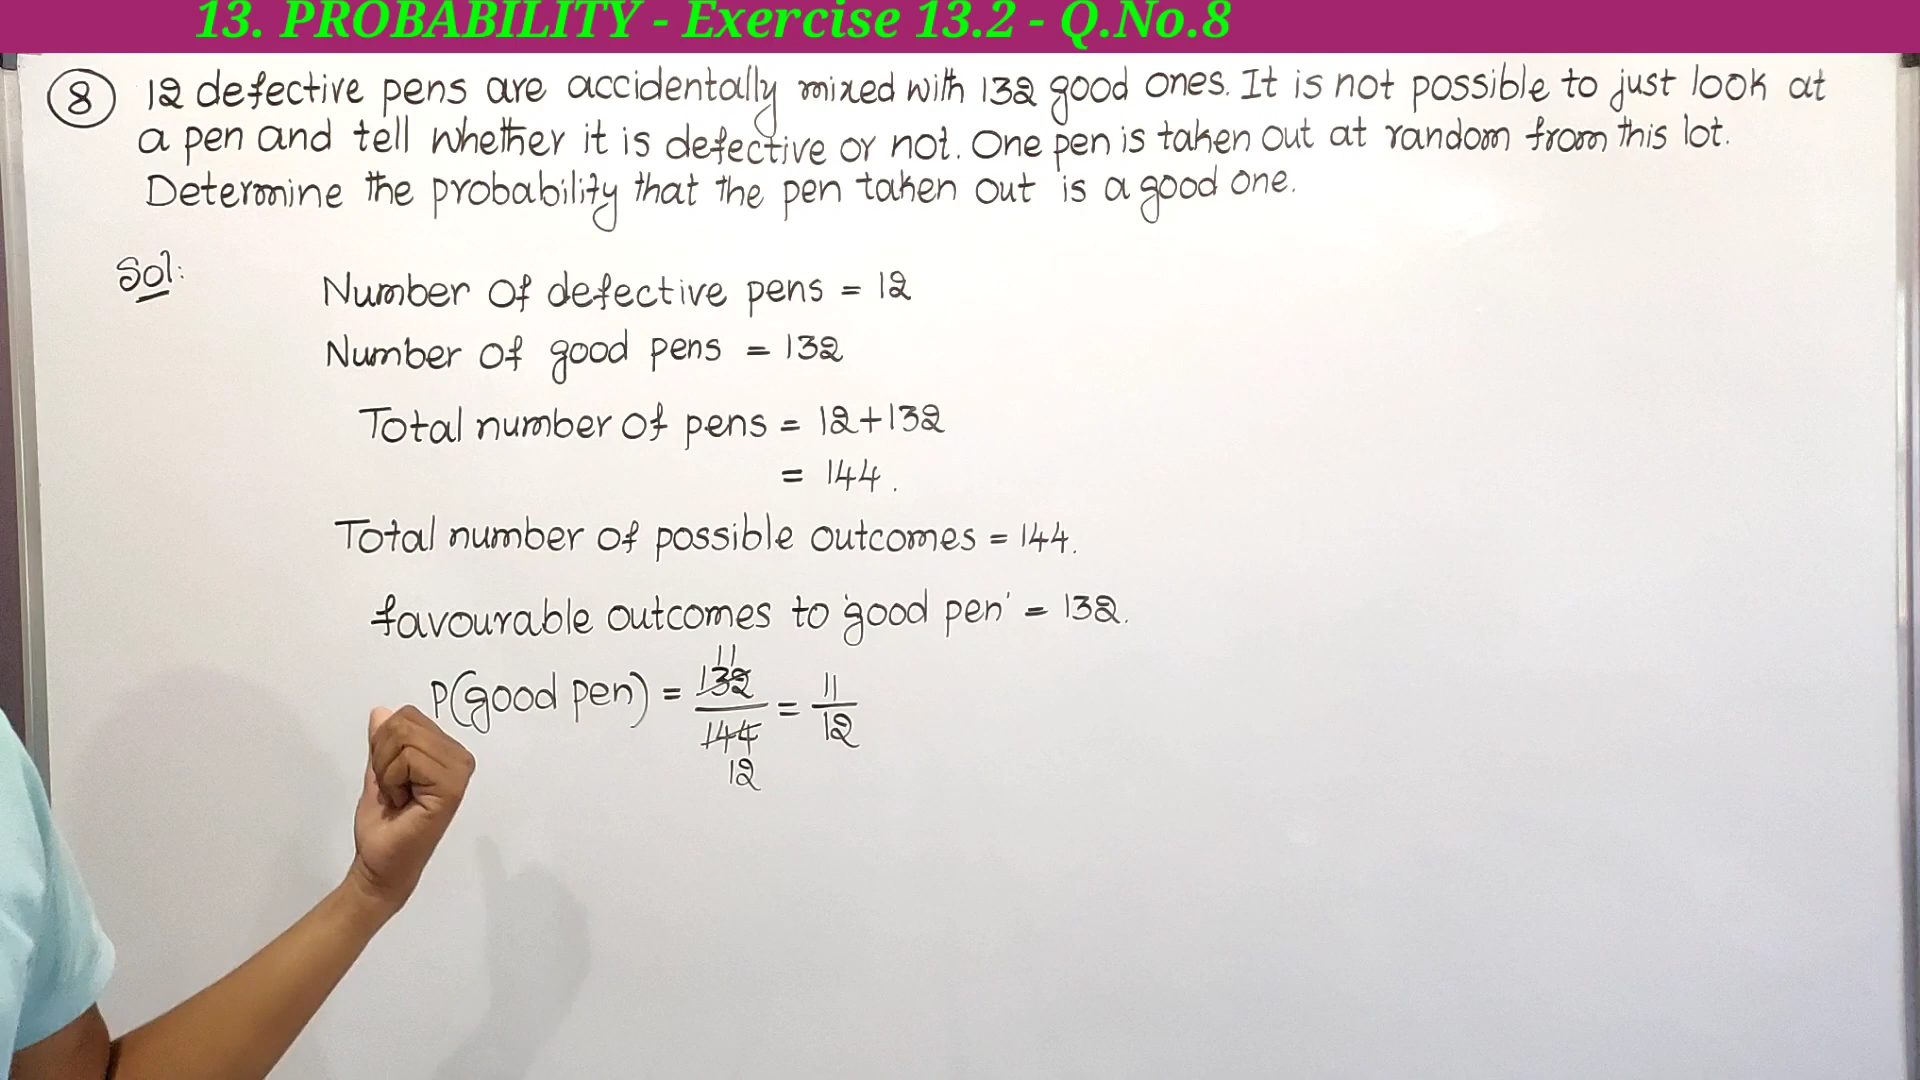 13. PROBABILITY - Exercise 13.2 - Q.No.8
8 12 defective pens are accidentally mixed with 132 good ones. It is not possible to just look at
a pen and tell whether it is defective or not. One pen is taken out at random from this lot.
Determine the probability that the pen taken out is a good one.
Sol:
Number of defective pens = 12
Number of good pens = 132
Total number of pens = 12+132
= 144.
Total number of possible outcomes = 144.
favourable outcomes to 'good pen' = 132.
11
P(good pen) = 132/144 = 11/12
12